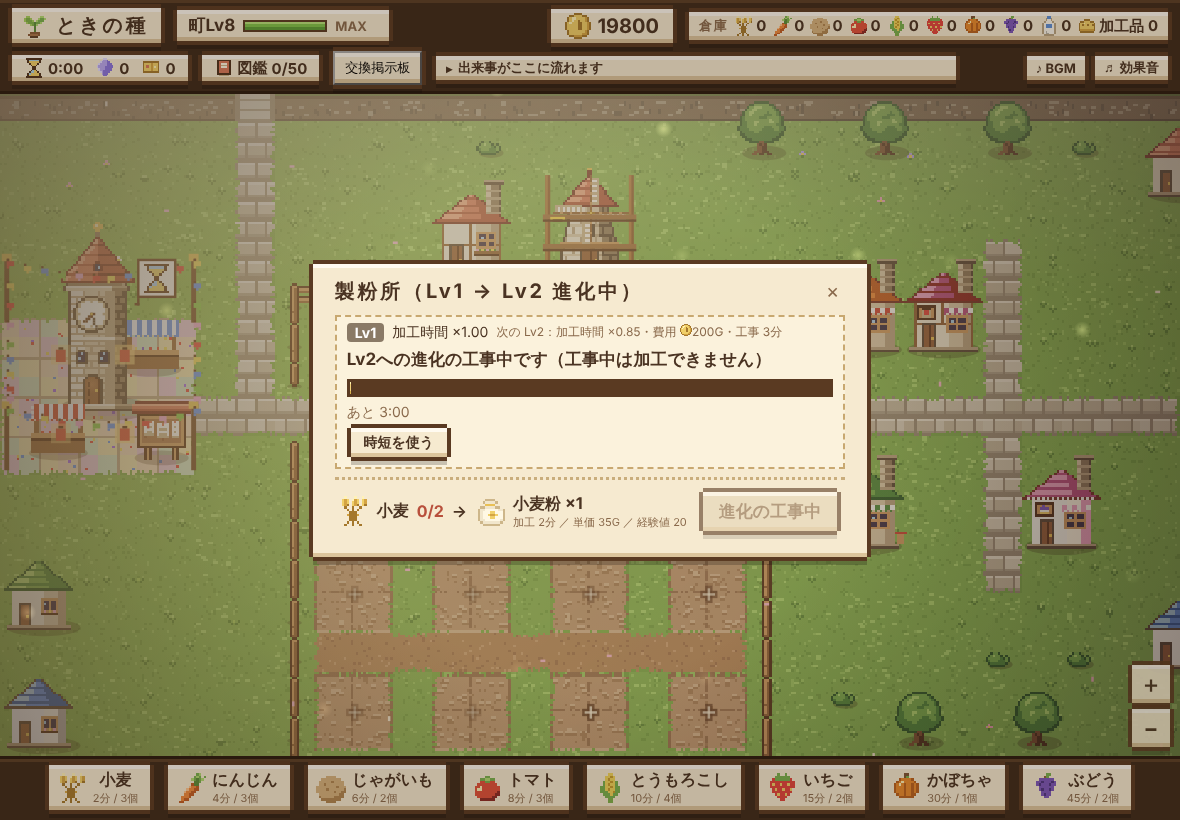 ときの種
町Lv8 MAX
19800
倉庫 0 0 0 0 0 0 0 0 0 加工品 0
0:00 0 0
図鑑 0/50
交換掲示板
▸ 出来事がここに流れます
♪ BGM
♬ 効果音
製粉所（Lv1 → Lv2 進化中）
×
Lv1 加工時間 ×1.00 次の Lv2：加工時間 ×0.85・費用 200G・工事 3分
Lv2への進化の工事中です（工事中は加工できません）
あと 3:00
時短を使う
小麦 0/2 → 小麦粉 ×1
加工 2分 ／ 単価 35G ／ 経験値 20
進化の工事中
+
−
小麦
2分 / 3個
にんじん
4分 / 3個
じゃがいも
6分 / 2個
トマト
8分 / 3個
とうもろこし
10分 / 4個
いちご
15分 / 2個
かぼちゃ
30分 / 1個
ぶどう
45分 / 2個